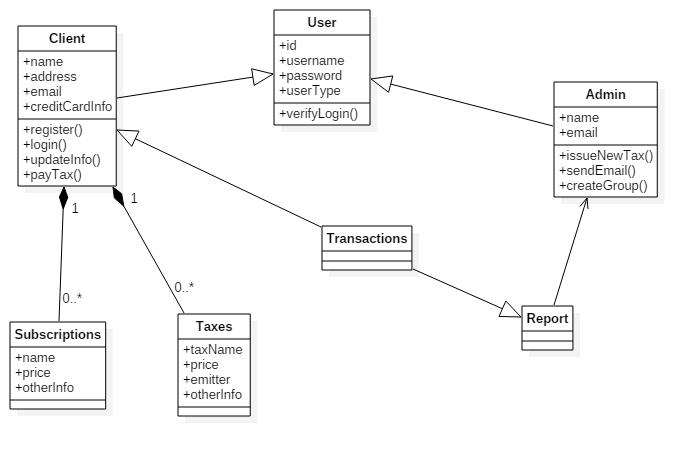 Client
+name
+address
+email
+creditCardInfo
+register()
+login()
+updateInfo()
+payTax()
User
+id
+username
+password
+userType
+verifyLogin()
Admin
+name
+email
+issueNewTax()
+sendEmail()
+createGroup()
1
1
Transactions
0..*
0..*
Subscriptions
+name
+price
+otherInfo
Taxes
+taxName
+price
+emitter
+otherInfo
Report